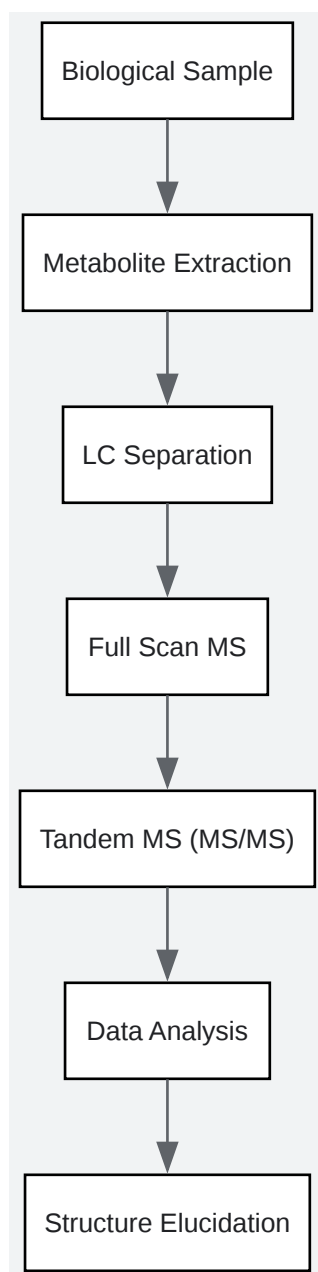 Biological Sample
Metabolite Extraction
LC Separation
Full Scan MS
Tandem MS (MS/MS)
Data Analysis
Structure Elucidation